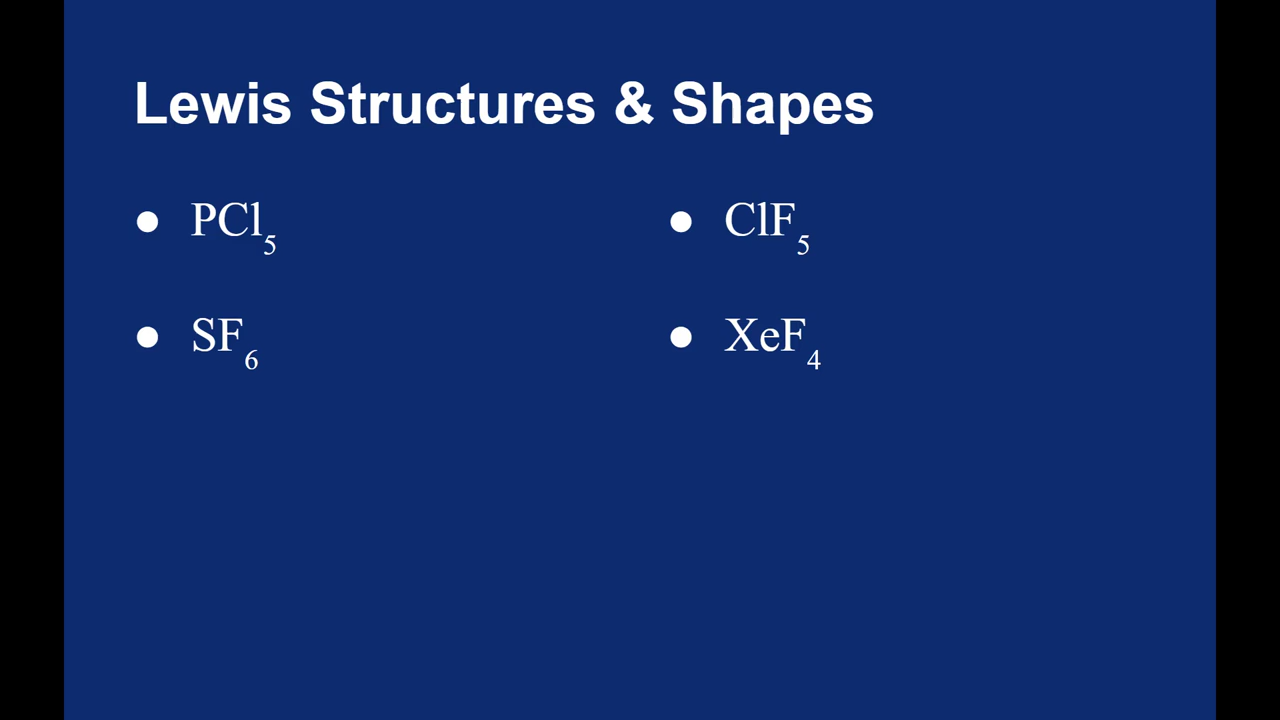 Lewis Structures & Shapes
● PCl₅
● SF₆
● ClF₅
● XeF₄